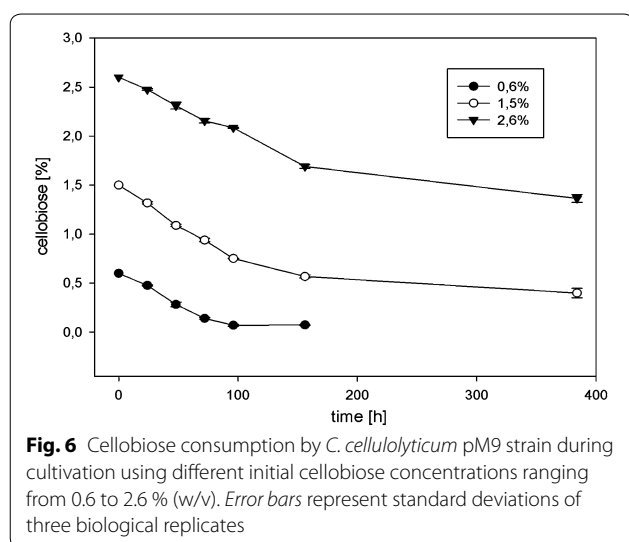 3,0
2,5
2,0
1,5
1,0
0,5
0,0
cellobiose [%]
0,6%
1,5%
2,6%
0 100 200 300 400
time [h]
Fig. 6 Cellobiose consumption by C. cellulolyticum pM9 strain during
cultivation using different initial cellobiose concentrations ranging
from 0.6 to 2.6 % (w/v). Error bars represent standard deviations of
three biological replicates